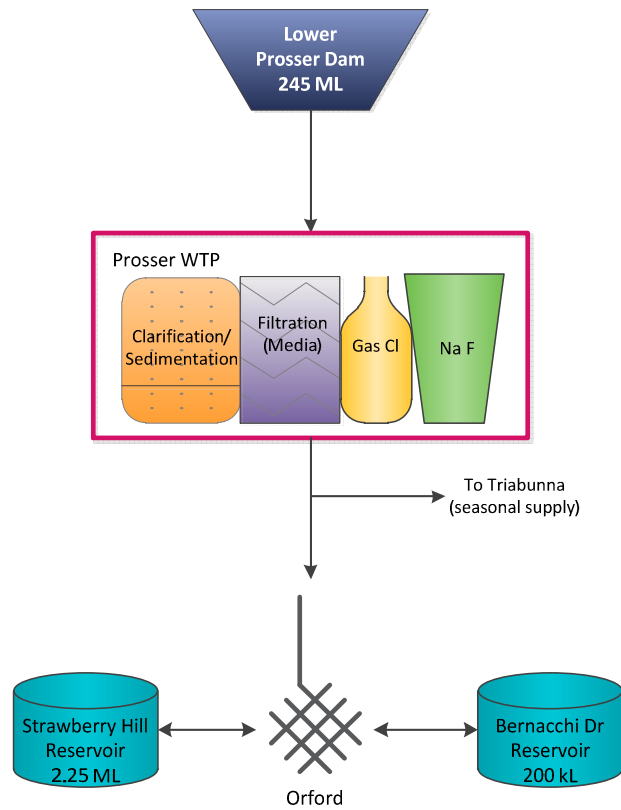 Lower
Prosser Dam
245 ML
Prosser WTP
Clarification/
Sedimentation
Filtration
(Media)
Gas Cl
Na F
To Triabunna
(seasonal supply)
Strawberry Hill
Reservoir
2.25 ML
Bernacchi Dr
Reservoir
200 kL
Orford